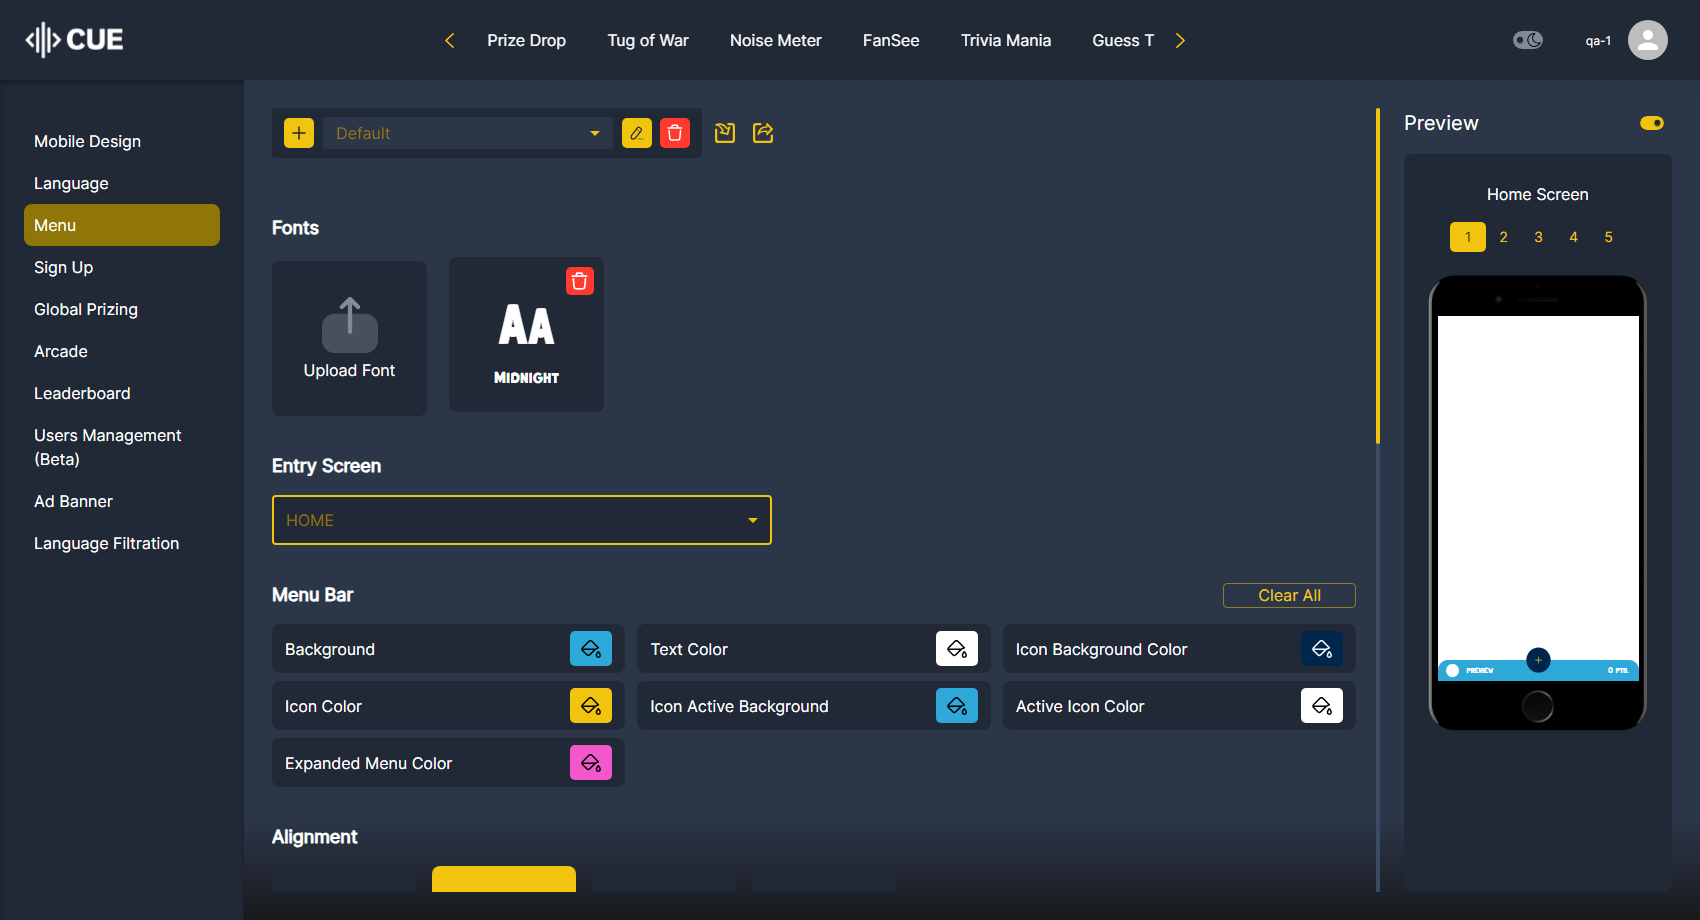 CUE
Prize Drop
Tug of War
Noise Meter
FanSee
Trivia Mania
Guess T
qa-1
Mobile Design
Language
Menu
Sign Up
Global Prizing
Arcade
Leaderboard
Users Management
(Beta)
Ad Banner
Language Filtration
Default
Fonts
Upload Font
AA
MIDNIGHT
Entry Screen
HOME
Menu Bar
Clear All
Background
Text Color
Icon Background Color
Icon Color
Icon Active Background
Active Icon Color
Expanded Menu Color
Alignment
Preview
Home Screen
1 2 3 4 5
PREVIEW
0 PTS.